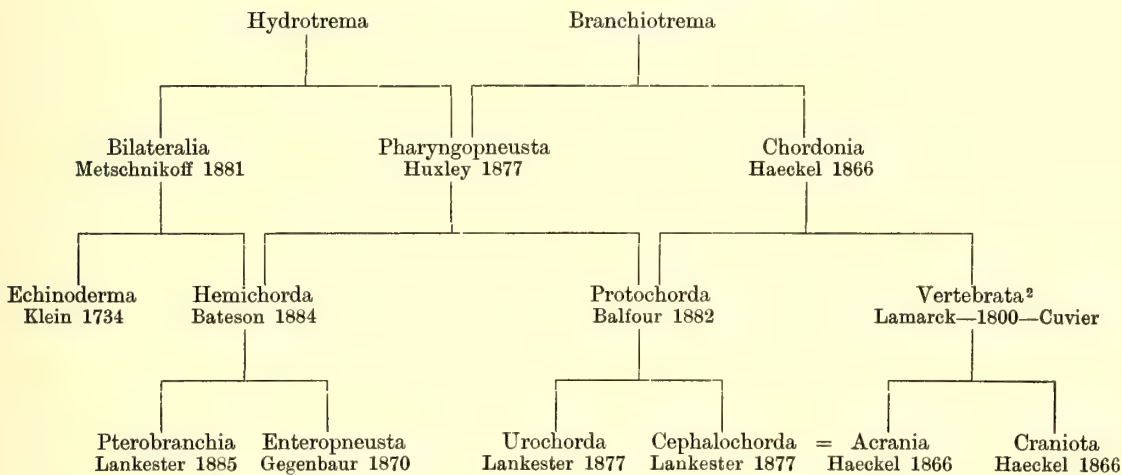 Hydrotrema Branchiotrema
Bilateralia Pharyngopneusta Chordonia
Metschnikoff 1881 Huxley 1877 Haeckel 1866
Echinoderma Hemichorda Protochorda Vertebrata²
Klein 1734 Bateson 1884 Balfour 1882 Lamarck—1800—Cuvier
Pterobranchia Enteropneusta Urochorda Cephalochorda = Acrania Craniota
Lankester 1885 Gegenbaur 1870 Lankester 1877 Lankester 1877 Haeckel 1866 Haeckel 1866